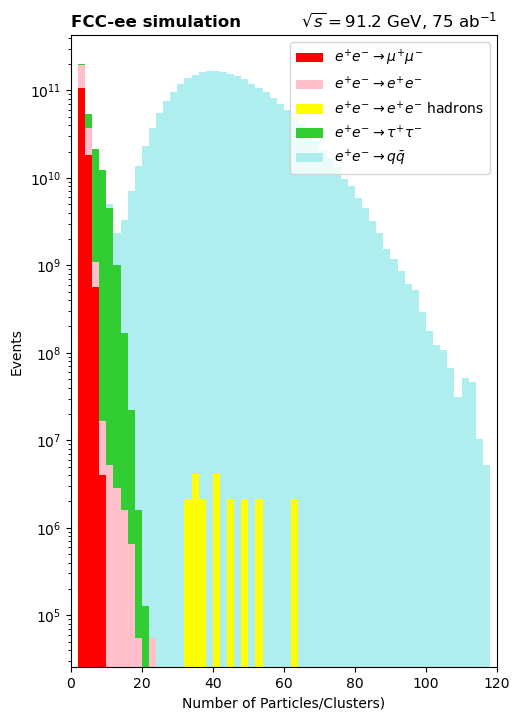 FCC-ee simulation √s = 91.2 GeV, 75 ab⁻¹
e⁺e⁻ → μ⁺μ⁻
e⁺e⁻ → e⁺e⁻
e⁺e⁻ → e⁺e⁻ hadrons
e⁺e⁻ → τ⁺τ⁻
e⁺e⁻ → qq̄
Events
10¹¹
10¹⁰
10⁹
10⁸
10⁷
10⁶
10⁵
0 20 40 60 80 100 120
Number of Particles/Clusters)